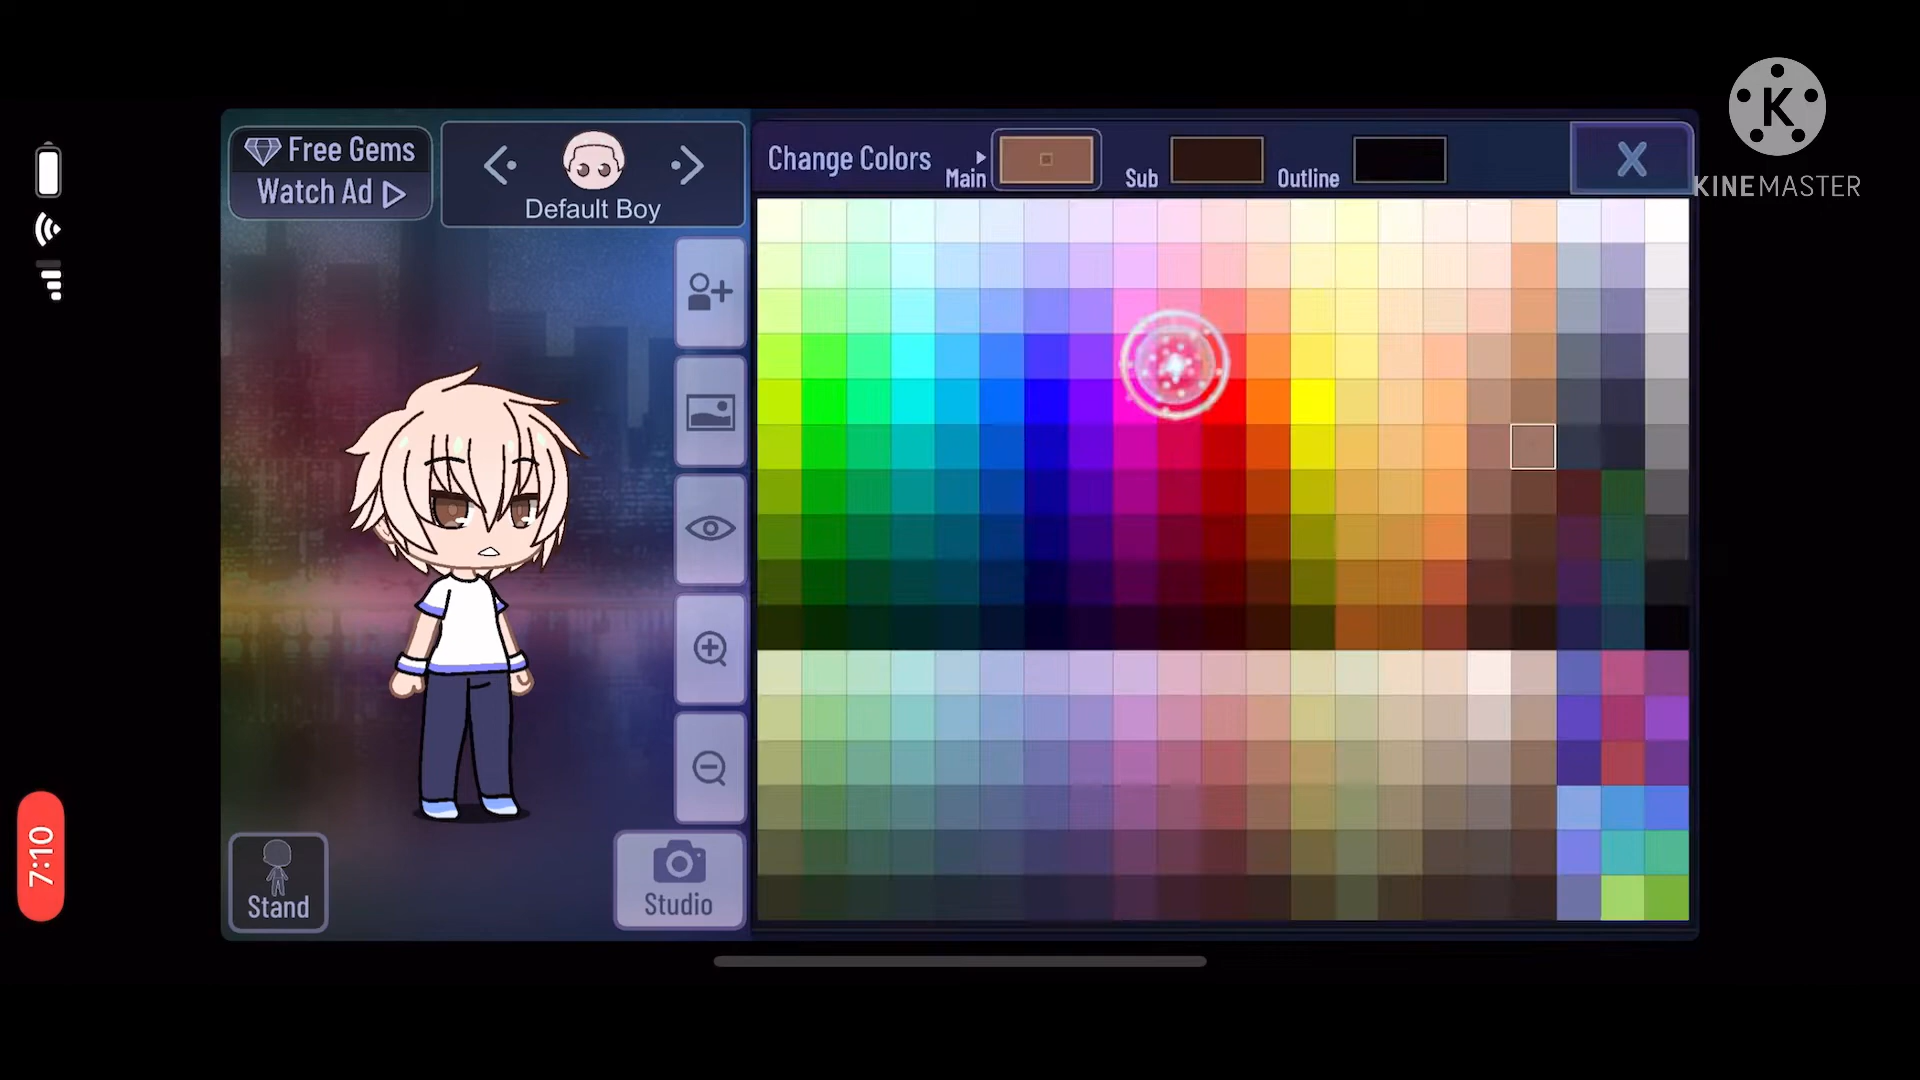 Free Gems
Watch Ad
Default Boy
Change Colors
Main
Sub
Outline
X
K
KINEMASTER
Stand
Studio
7:10